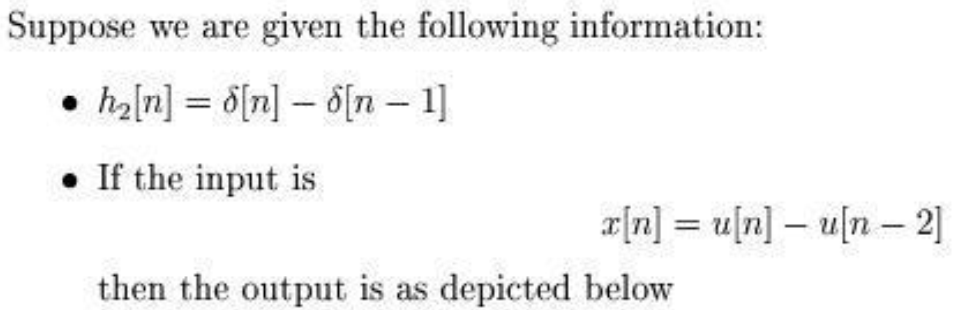 Suppose we are given the following information:
• h₂[n] = δ[n] − δ[n − 1]
• If the input is
x[n] = u[n] − u[n − 2]
then the output is as depicted below